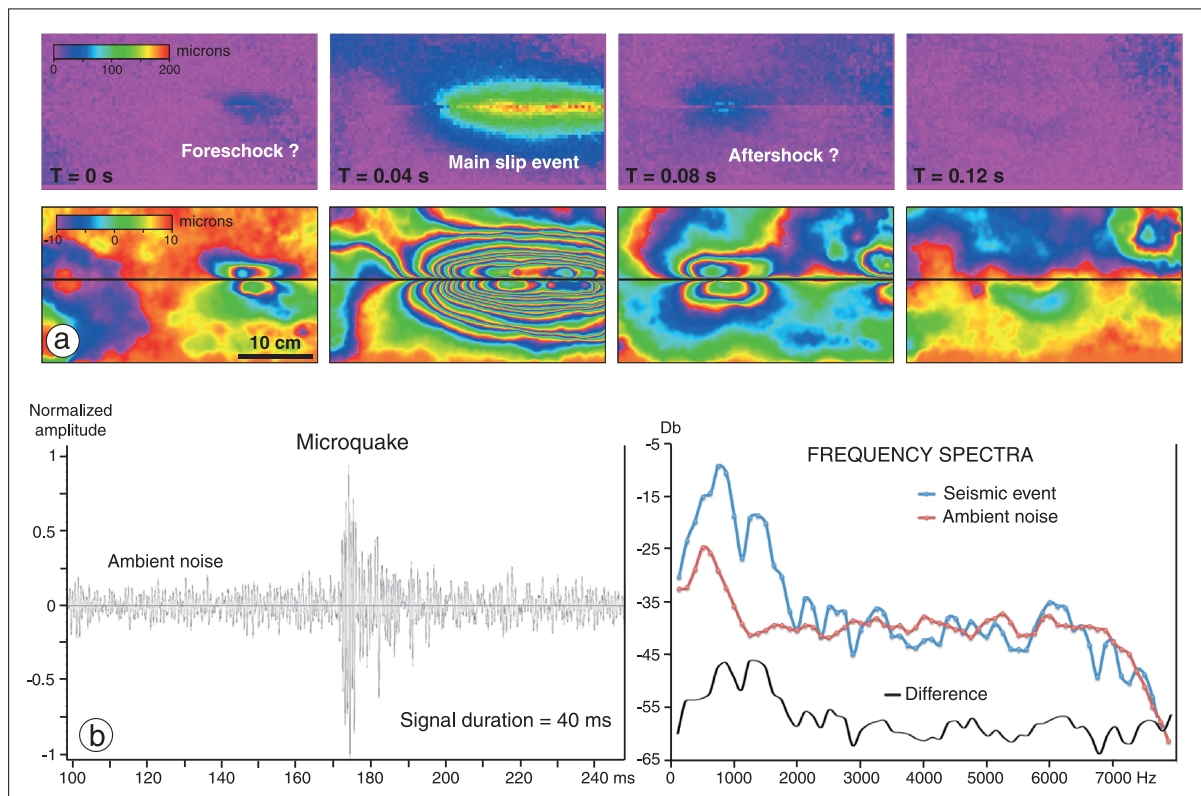 microns
0 100 200
Foreschock ?
T = 0 s
Main slip event
T = 0.04 s
Aftershock ?
T = 0.08 s
T = 0.12 s
microns
-10 0 10
a
10 cm
Normalized
amplitude
Microquake
1
0.5
0
-0.5
-1
Ambient noise
Signal duration = 40 ms
b
100 120 140 160 180 200 220 240 ms
Db
FREQUENCY SPECTRA
-5
-15
-25
-35
-45
-55
-65
Seismic event
Ambient noise
Difference
0 1000 2000 3000 4000 5000 6000 7000 Hz